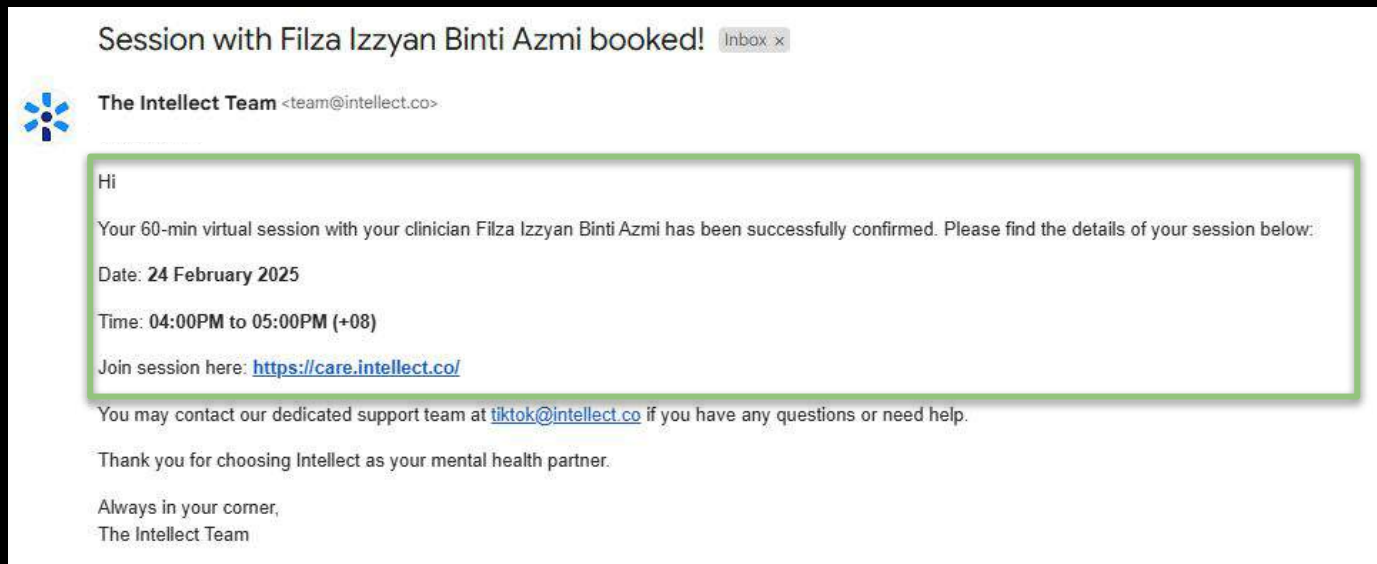 Session with Filza Izzyan Binti Azmi booked! Inbox x
The Intellect Team <team@intellect.co>
Hi
Your 60-min virtual session with your clinician Filza Izzyan Binti Azmi has been successfully confirmed. Please find the details of your session below:
Date: 24 February 2025
Time: 04:00PM to 05:00PM (+08)
Join session here: https://care.intellect.co/
You may contact our dedicated support team at tiktok@intellect.co if you have any questions or need help.
Thank you for choosing Intellect as your mental health partner.
Always in your corner,
The Intellect Team